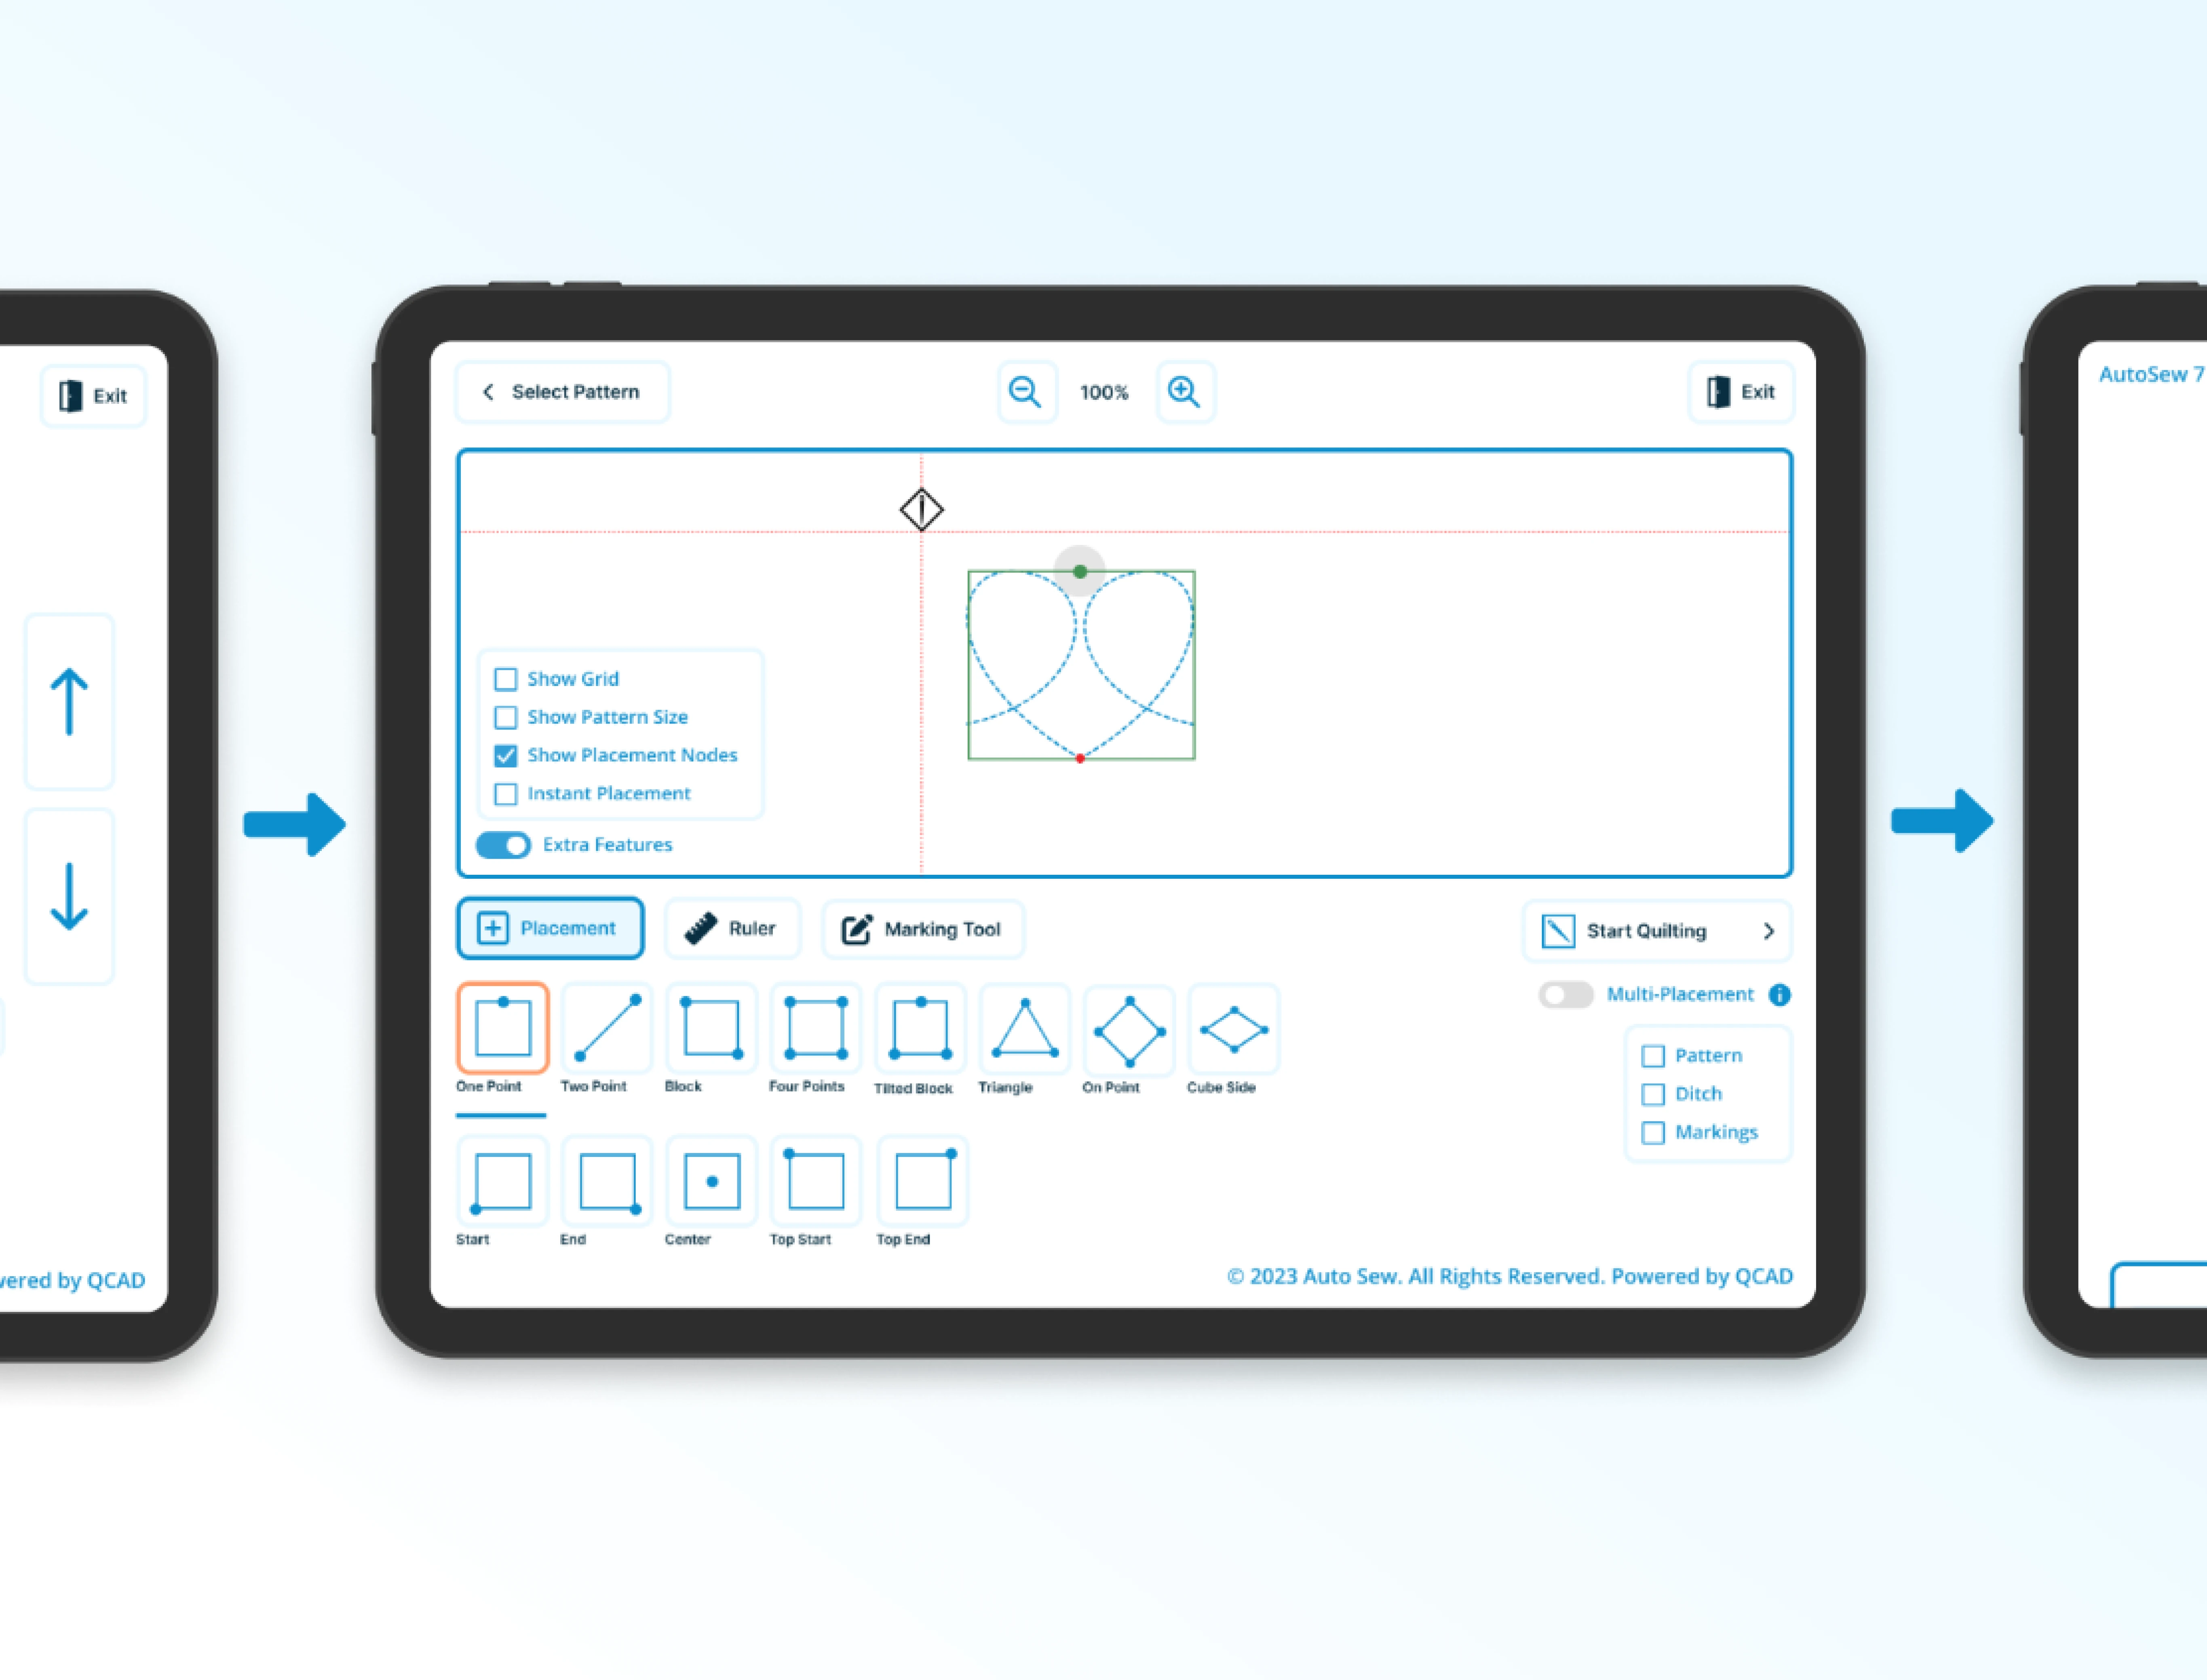 Exit
wered by QCAD
Select Pattern
100%
Exit
Show Grid
Show Pattern Size
Show Placement Nodes
Instant Placement
Extra Features
Placement
Ruler
Marking Tool
Start Quilting
Multi-Placement
One Point
Two Point
Block
Four Points
Tilted Block
Triangle
On Point
Cube Side
Pattern
Ditch
Markings
Start
End
Center
Top Start
Top End
© 2023 Auto Sew. All Rights Reserved. Powered by QCAD
AutoSew 7